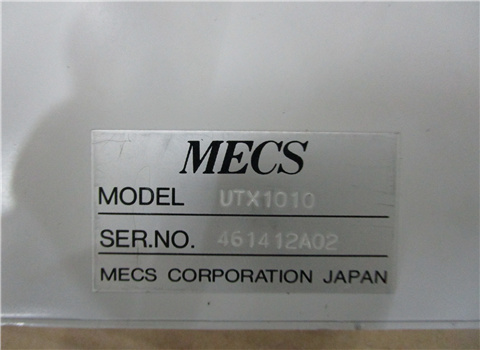 MECS
MODEL UTX1010
SER.NO. 461412A02
MECS CORPORATION JAPAN